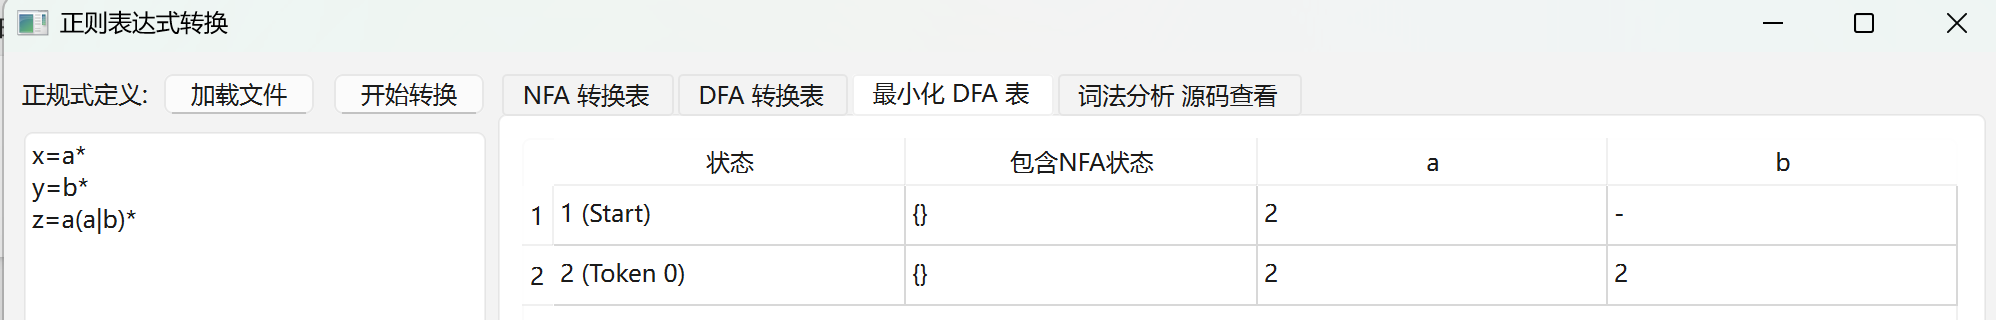 正则表达式转换
正规式定义: 加载文件 开始转换 NFA 转换表 DFA 转换表 最小化 DFA 表 词法分析 源码查看
x=a*
y=b*
z=a(a|b)*
状态 包含NFA状态 a b
1 1 (Start) {} 2 -
2 2 (Token 0) {} 2 2